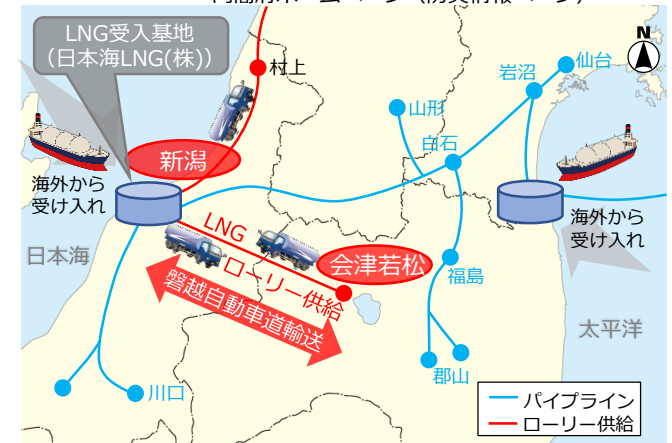 LNG受入基地
(日本海LNG(株))
村上
N
仙台
岩沼
山形
白石
新潟
海外から
受け入れ
海外から
受け入れ
日本海
LNG
ローリー供給
会津若松
福島
磐越自動車道輸送
太平洋
郡山
川口
パイプライン
ローリー供給